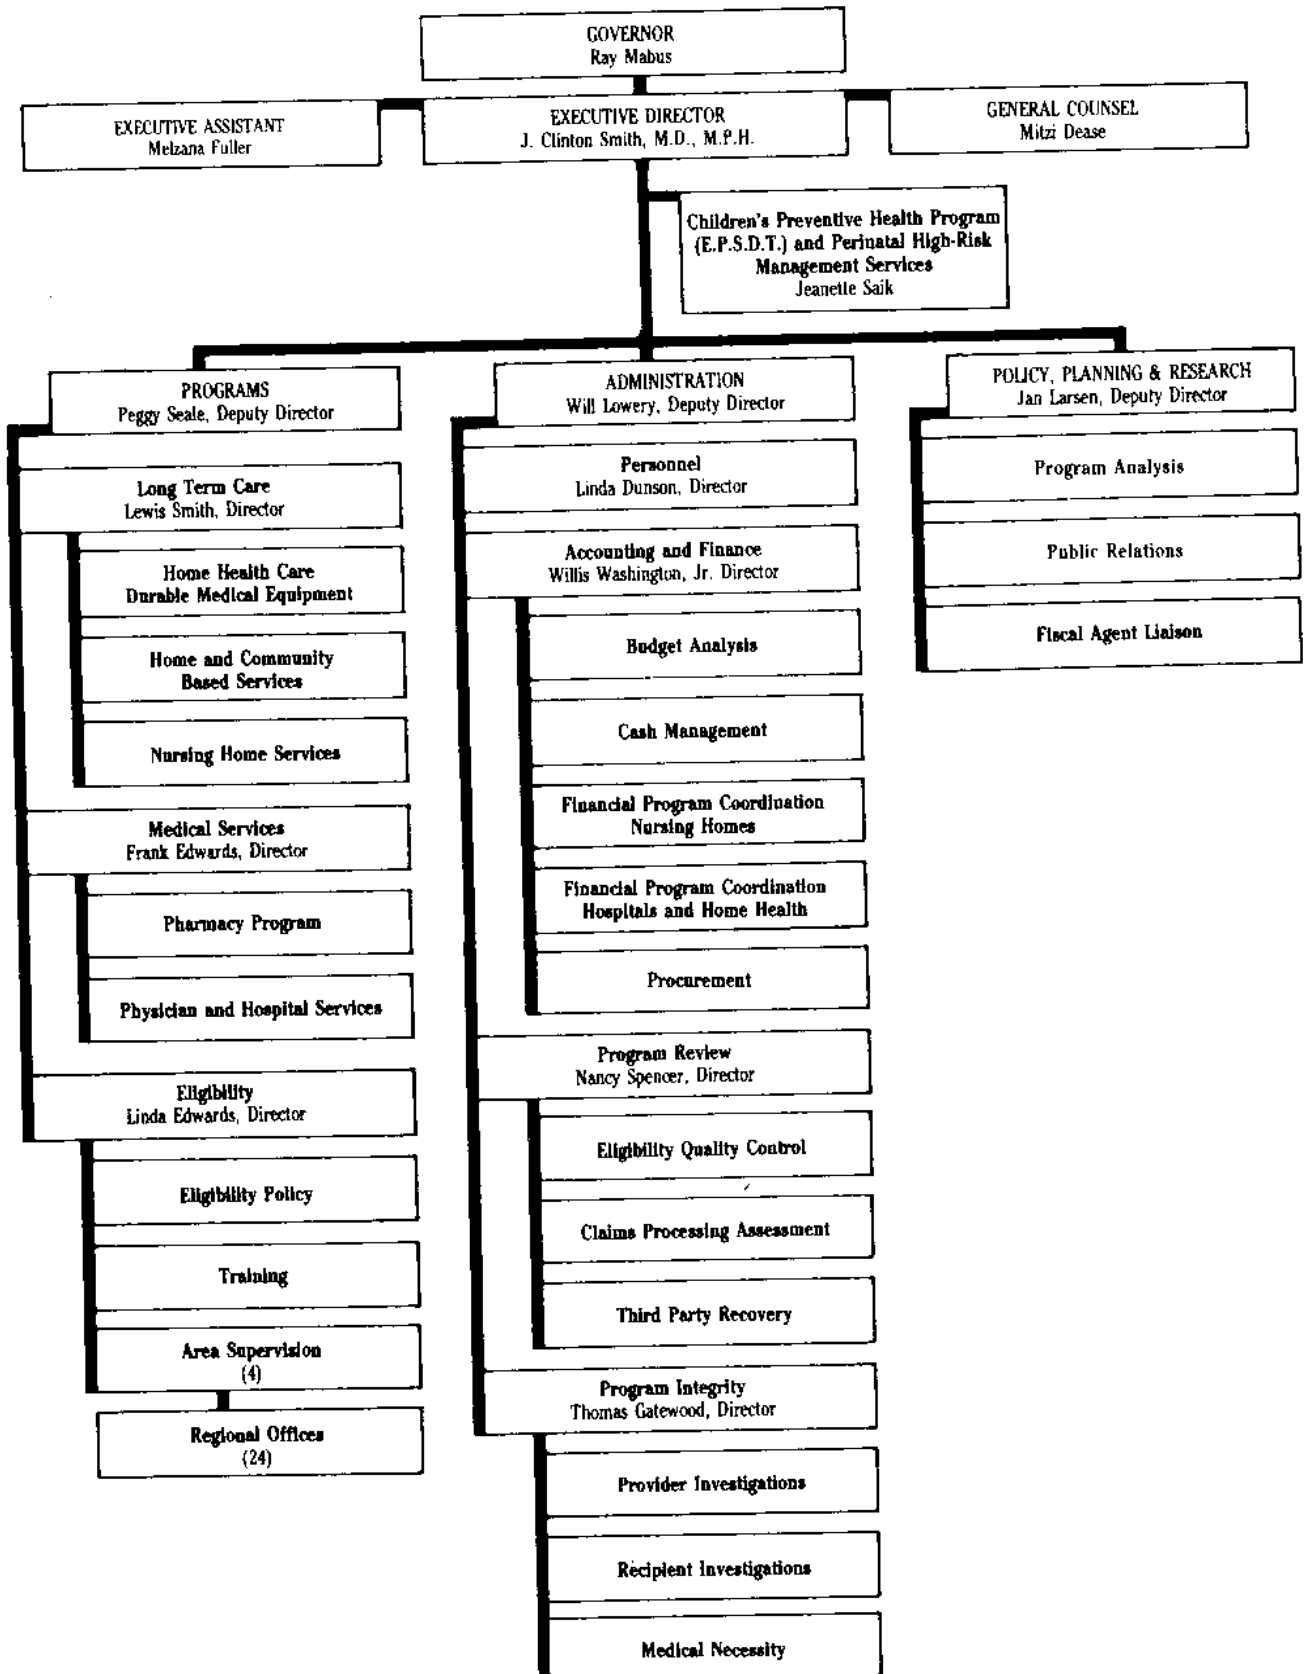 GOVERNOR
Ray Mabus
EXECUTIVE ASSISTANT
Melzana Fuller
EXECUTIVE DIRECTOR
J. Clinton Smith, M.D., M.P.H.
GENERAL COUNSEL
Mitzi Dease
Children's Preventive Health Program
(E.P.S.D.T.) and Perinatal High-Risk
Management Services
Jeanette Saik
PROGRAMS
Peggy Seale, Deputy Director
Long Term Care
Lewis Smith, Director
Home Health Care
Durable Medical Equipment
Home and Community
Based Services
Nursing Home Services
Medical Services
Frank Edwards, Director
Pharmacy Program
Physician and Hospital Services
Eligibility
Linda Edwards, Director
Eligibility Policy
Training
Area Supervision
(4)
Regional Offices
(24)
ADMINISTRATION
Will Lowery, Deputy Director
Personnel
Linda Dunson, Director
Accounting and Finance
Willis Washington, Jr. Director
Budget Analysis
Cash Management
Financial Program Coordination
Nursing Homes
Financial Program Coordination
Hospitals and Home Health
Procurement
Program Review
Nancy Spencer, Director
Eligibility Quality Control
Claims Processing Assessment
Third Party Recovery
Program Integrity
Thomas Gatewood, Director
Provider Investigations
Recipient Investigations
Medical Necessity
POLICY, PLANNING & RESEARCH
Jan Larsen, Deputy Director
Program Analysis
Public Relations
Fiscal Agent Liaison